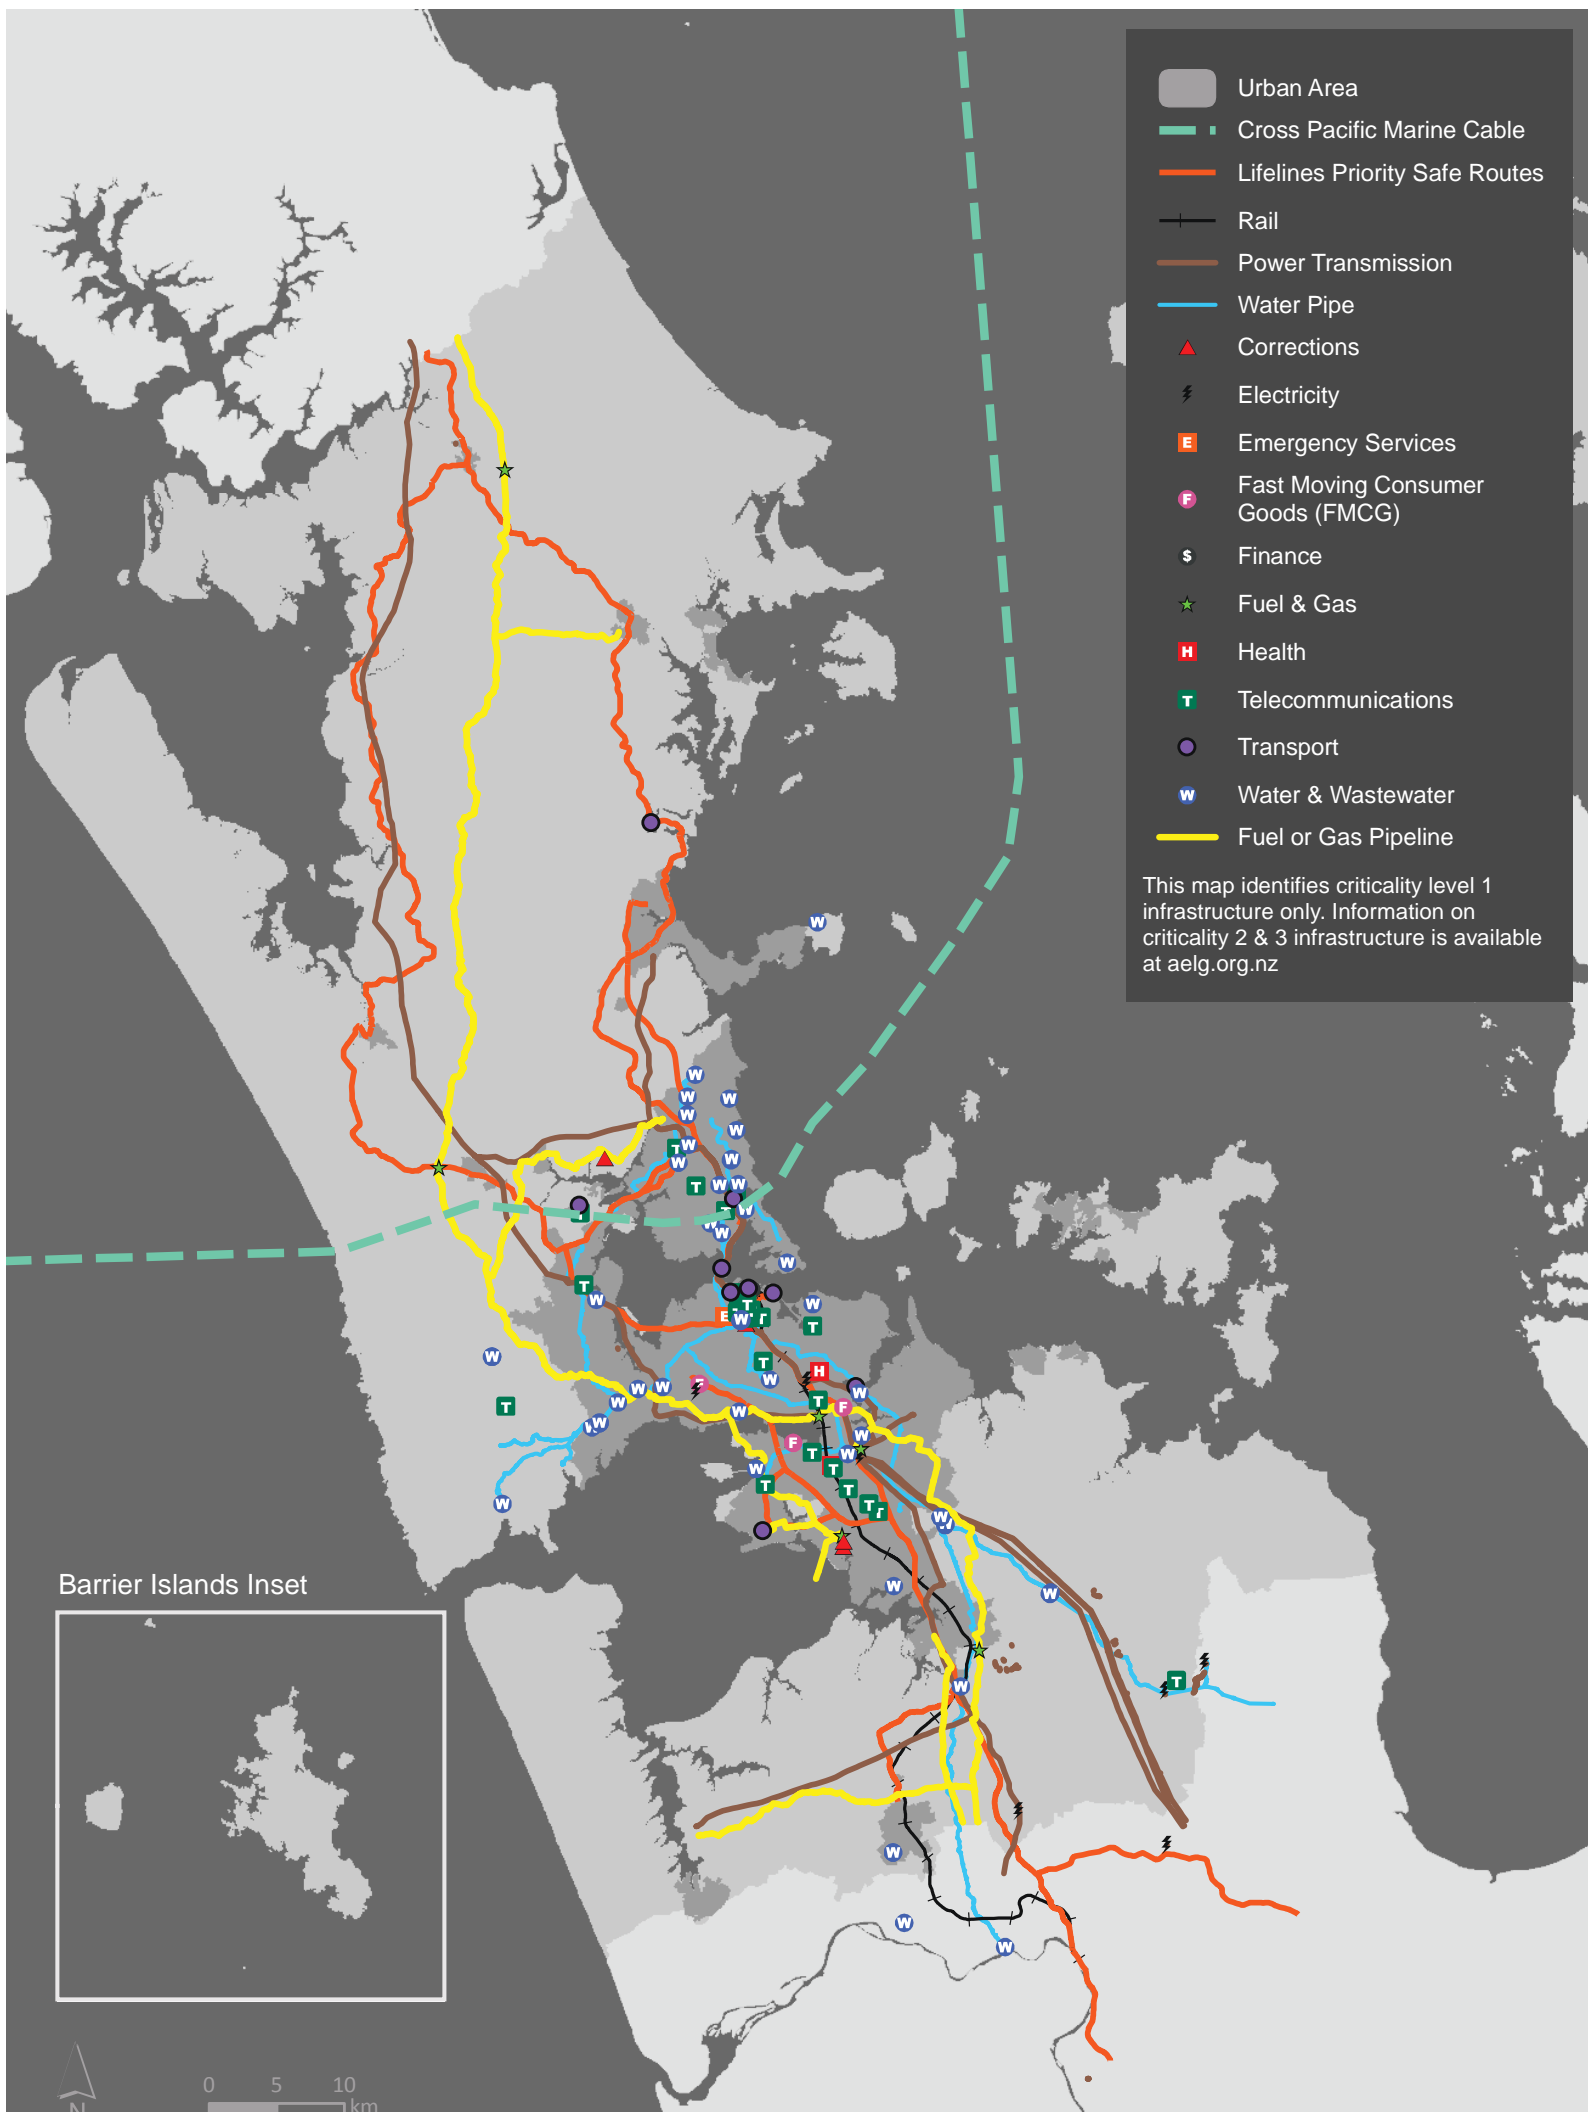 Urban Area
Cross Pacific Marine Cable
Lifelines Priority Safe Routes
Rail
Power Transmission
Water Pipe
Corrections
Electricity
E Emergency Services
F Fast Moving Consumer
Goods (FMCG)
$ Finance
Fuel & Gas
H Health
T Telecommunications
Transport
W Water & Wastewater
Fuel or Gas Pipeline
This map identifies criticality level 1
infrastructure only. Information on
criticality 2 & 3 infrastructure is available
at aelg.org.nz
Barrier Islands Inset
0 5 10
km
N